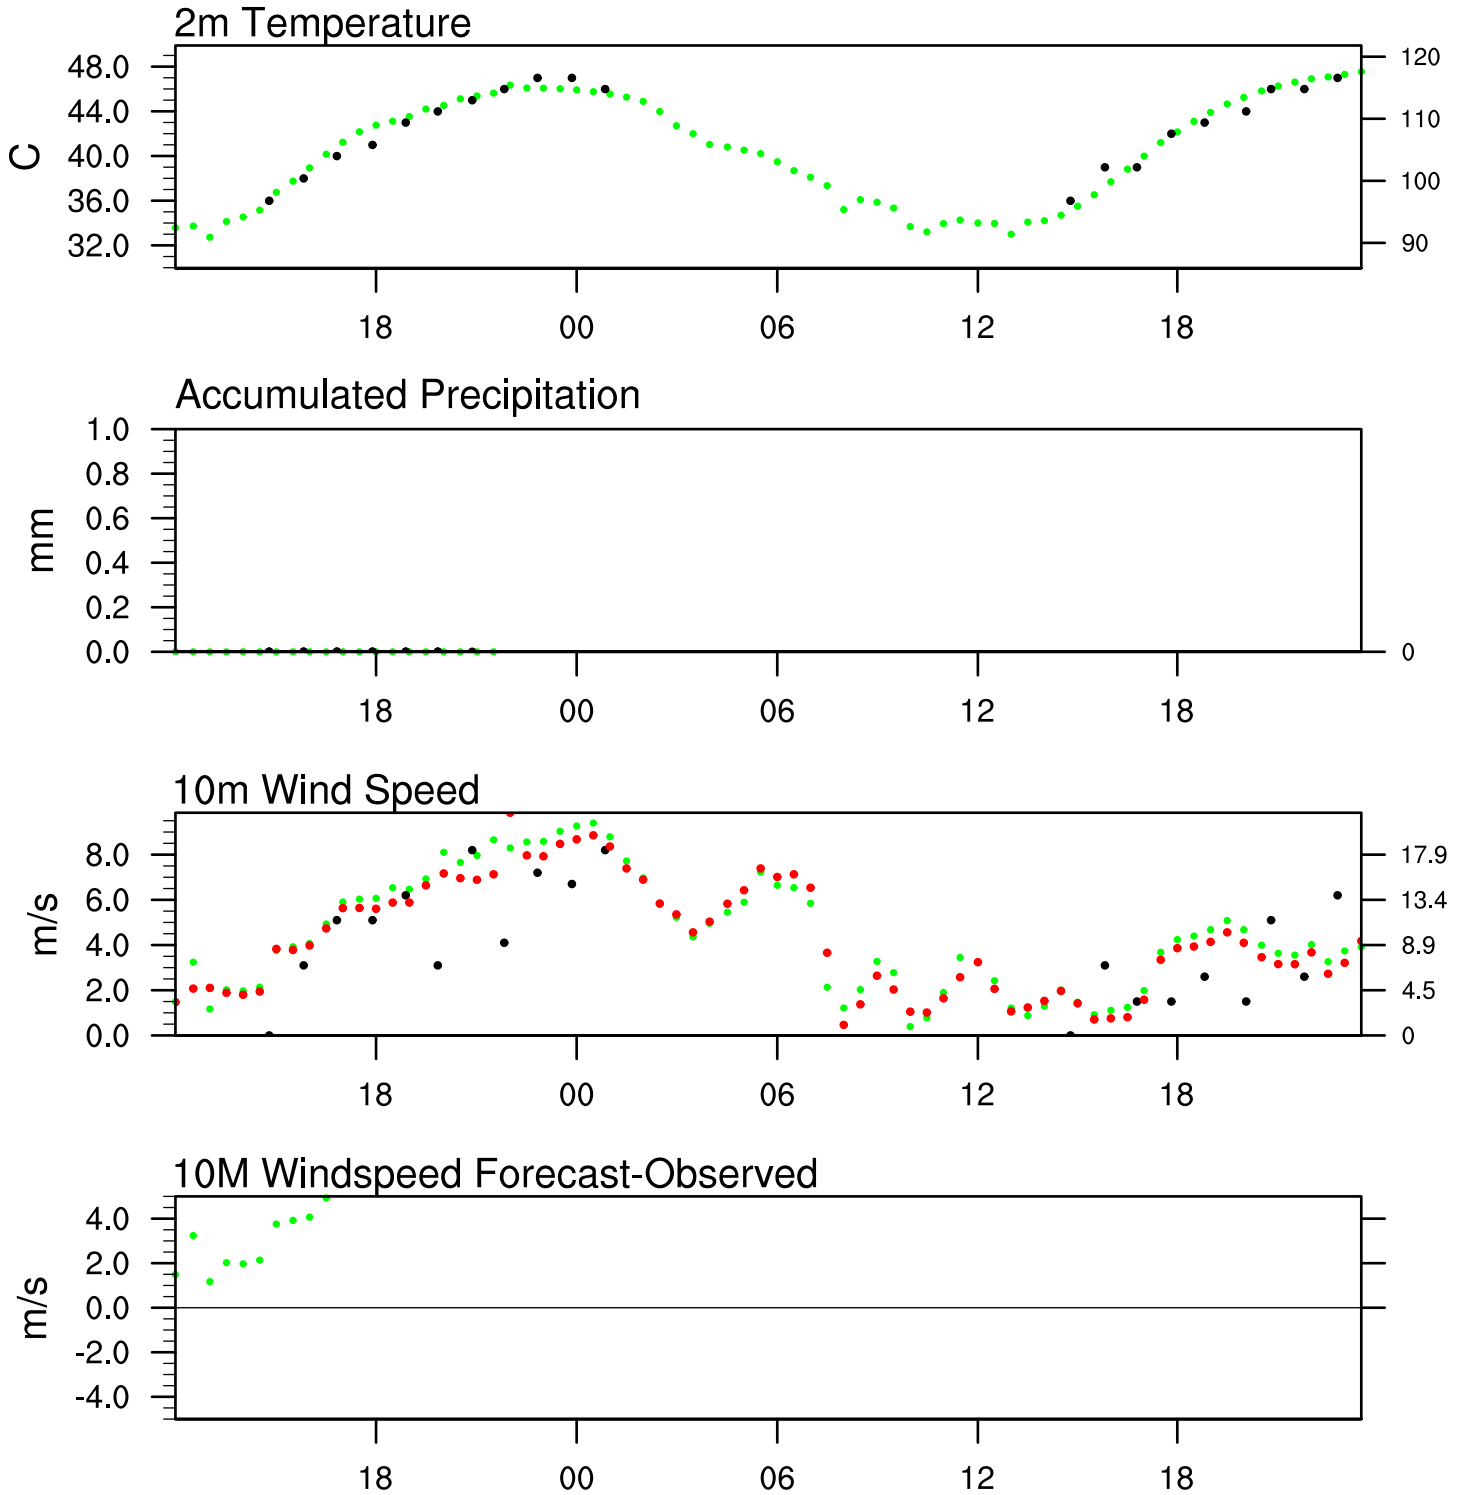 2m Temperature
48.0
44.0
40.0
36.0
32.0
C
120
110
100
90
18 00 06 12 18
Accumulated Precipitation
1.0
0.8
0.6
0.4
0.2
0.0
mm
0
18 00 06 12 18
10m Wind Speed
8.0
6.0
4.0
2.0
0.0
m/s
17.9
13.4
8.9
4.5
0
18 00 06 12 18
10M Windspeed Forecast-Observed
4.0
2.0
0.0
-2.0
-4.0
m/s
18 00 06 12 18